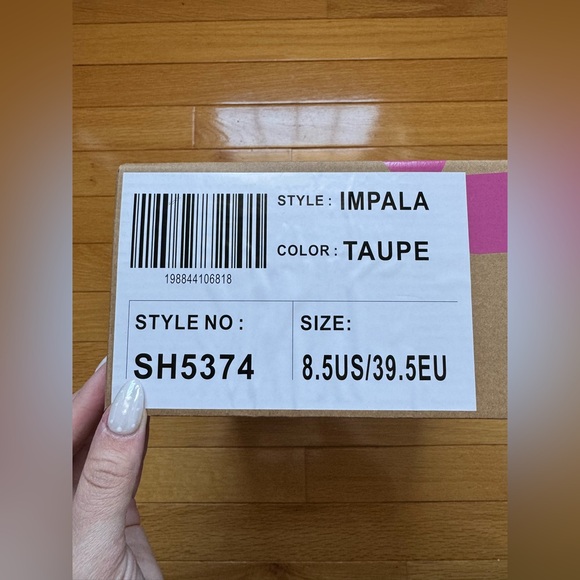 STYLE : IMPALA
COLOR : TAUPE
198844106818
STYLE NO :
SH5374
SIZE:
8.5US/39.5EU